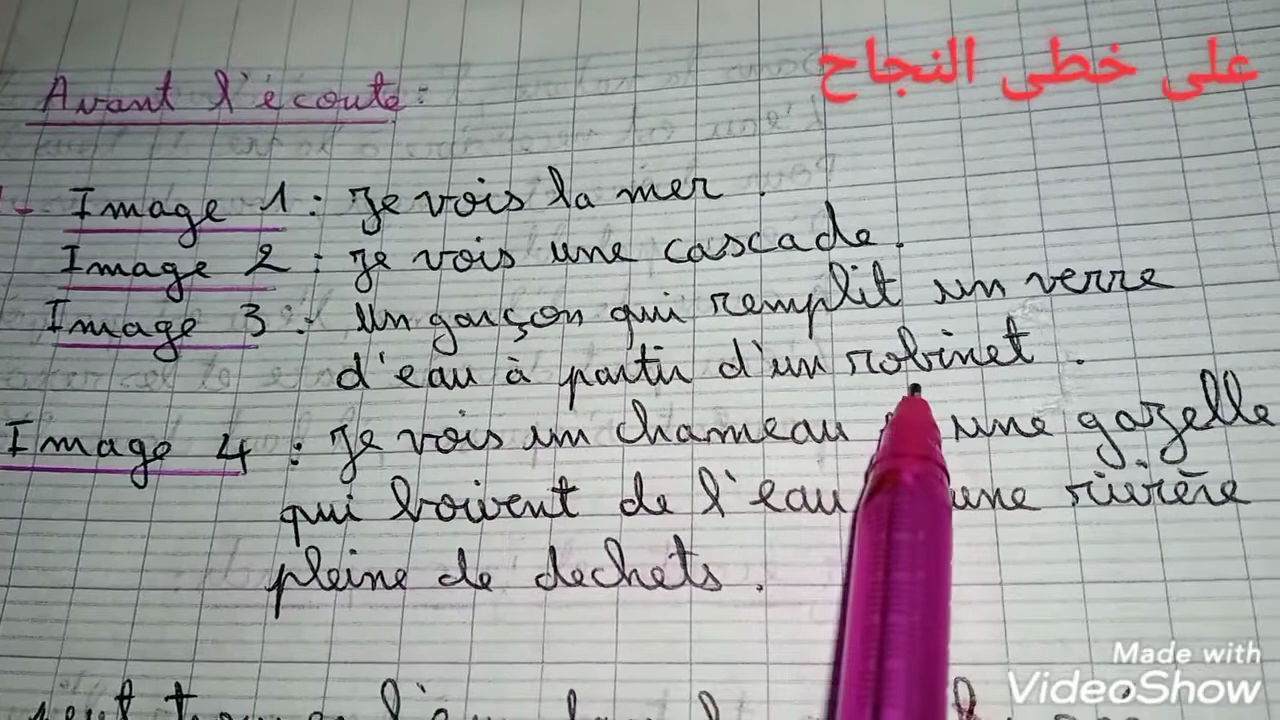 على خطى النجاح
Avant l'écoute:
Image 1 : Je vois la mer .
Image 2 : Je vois une cascade.
Image 3 : Un garçon qui remplit un verre
d'eau à partir d'un robinet .
Image 4 : Je vois un chameau une gazelle
qui boivent de l'eau une rivière
pleine de dechets .
Made with
VideoShow